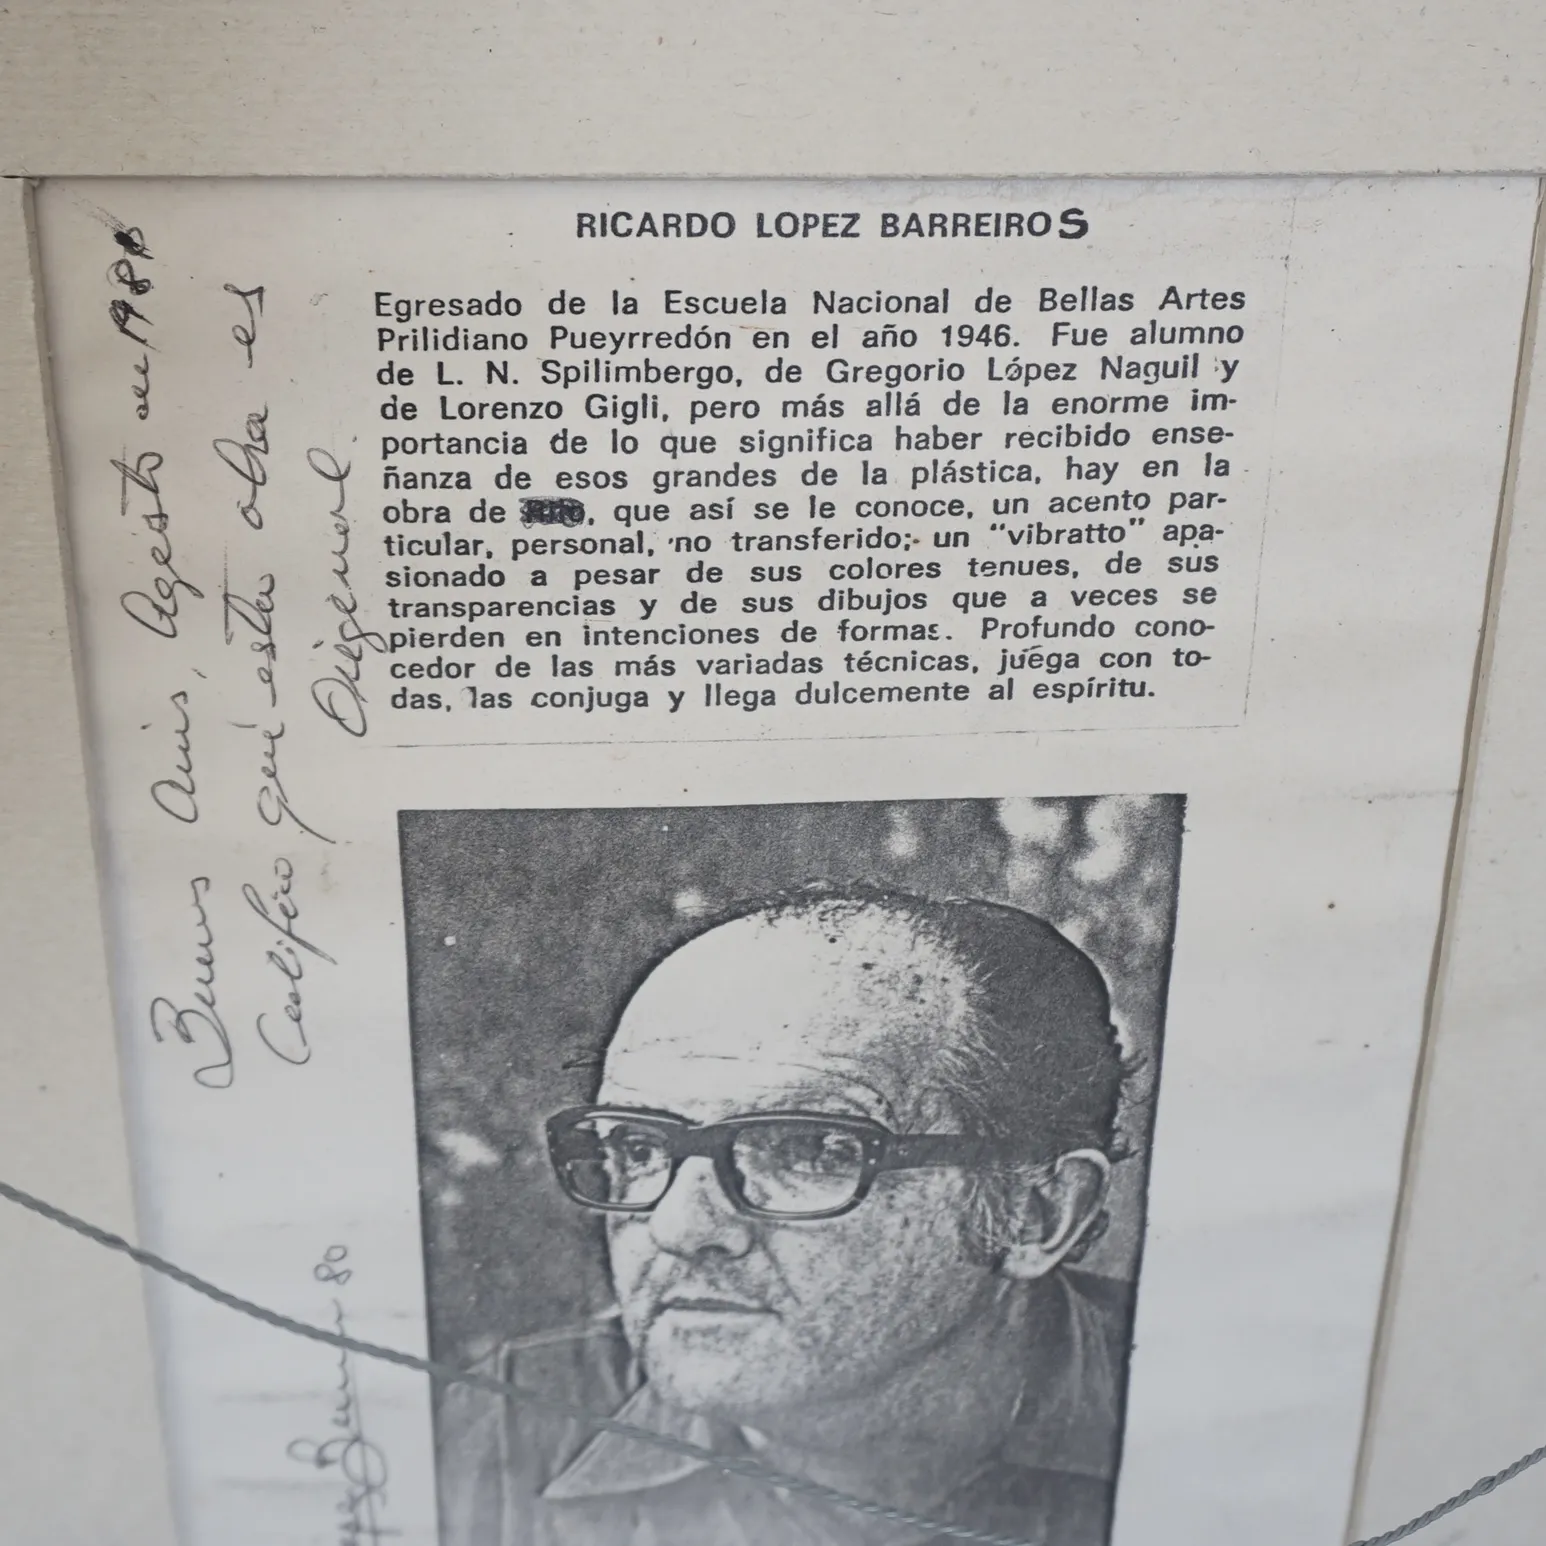 RICARDO LOPEZ BARREIROS
Egresado de la Escuela Nacional de Bellas Artes
Prilidiano Pueyrredón en el año 1946. Fue alumno
de L. N. Spilimbergo, de Gregorio López Naguil y
de Lorenzo Gigli, pero más allá de la enorme im-
portancia de lo que significa haber recibido ense-
ñanza de esos grandes de la plástica, hay en la
obra de , que así se le conoce, un acento par-
ticular, personal, no transferido; un "vibratto" apa-
sionado a pesar de sus colores tenues, de sus
transparencias y de sus dibujos que a veces se
pierden en intenciones de formas. Profundo cono-
cedor de las más variadas técnicas, juega con to-
das, las conjuga y llega dulcemente al espíritu.
Buenos Aires, Agosto de 1980
Certifico qué esta obra es
Original.
80